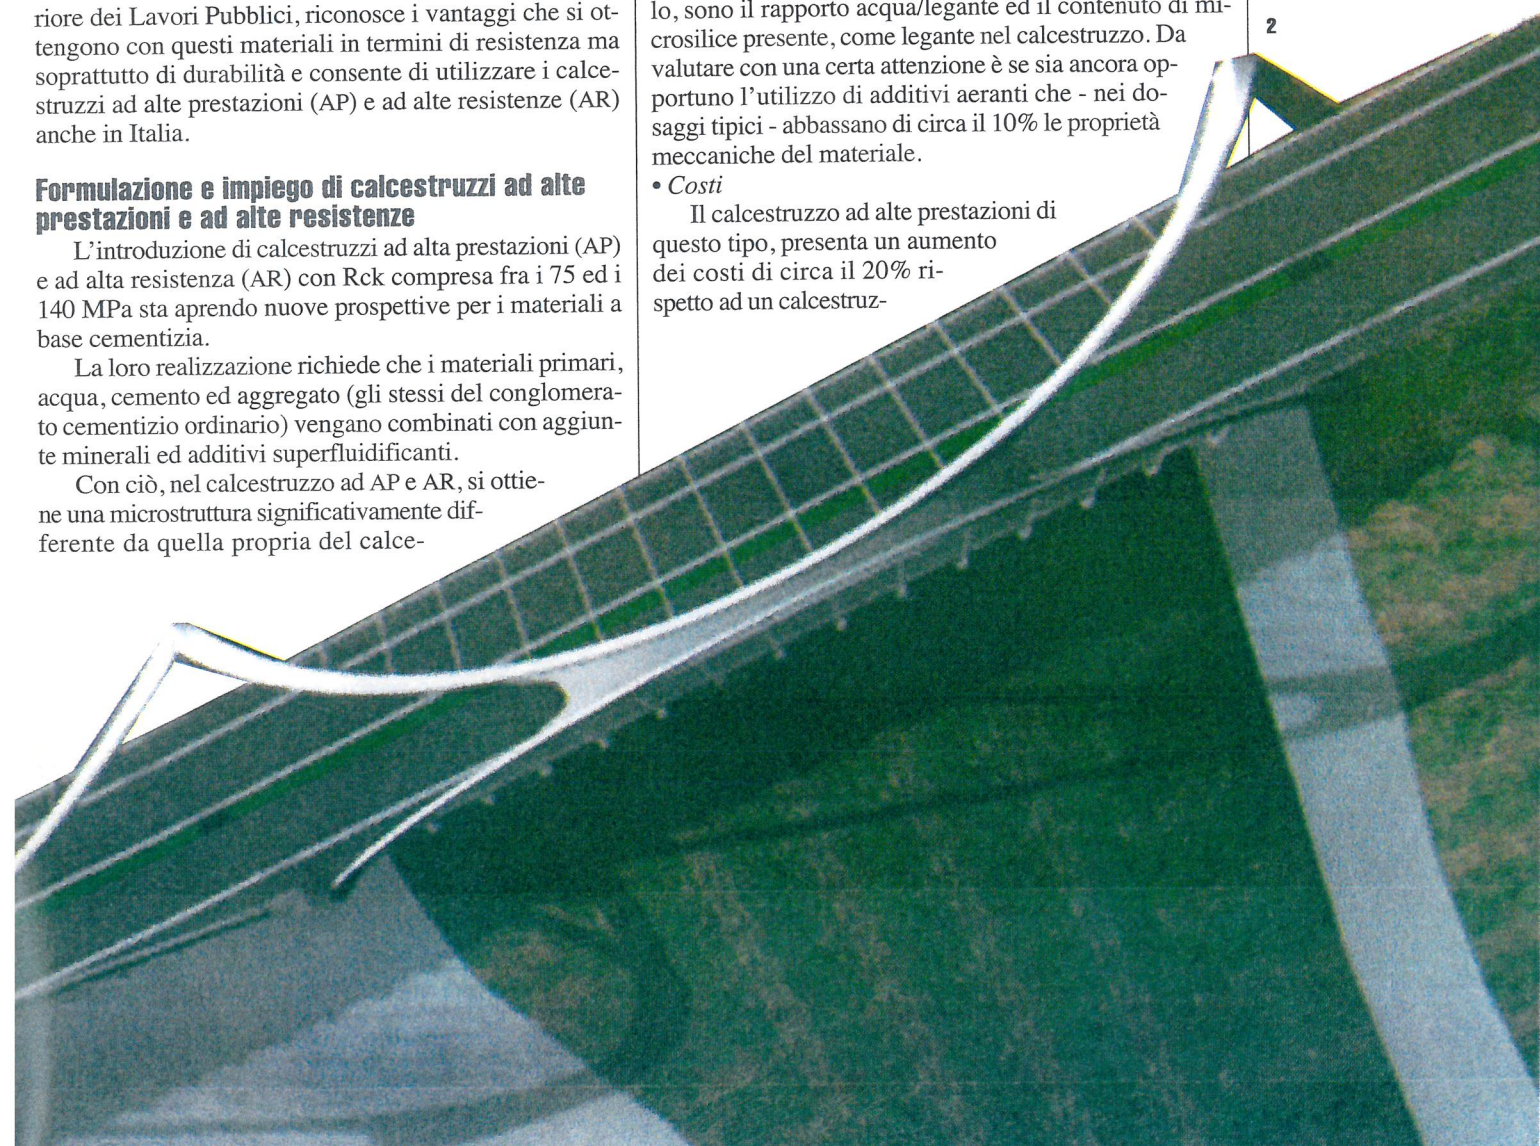 riore dei Lavori Pubblici, riconosce i vantaggi che si ot-
tengono con questi materiali in termini di resistenza ma
soprattutto di durabilità e consente di utilizzare i calce-
struzzi ad alte prestazioni (AP) e ad alte resistenze (AR)
anche in Italia.
Formulazione e impiego di calcestruzzi ad alte
prestazioni e ad alte resistenze
L'introduzione di calcestruzzi ad alta prestazioni (AP)
e ad alta resistenza (AR) con Rck compresa fra i 75 ed i
140 MPa sta aprendo nuove prospettive per i materiali a
base cementizia.
La loro realizzazione richiede che i materiali primari,
acqua, cemento ed aggregato (gli stessi del conglomera-
to cementizio ordinario) vengano combinati con aggiun-
te minerali ed additivi superfluidificanti.
Con ciò, nel calcestruzzo ad AP e AR, si ottie-
ne una microstruttura significativamente dif-
ferente da quella propria del calce-
lo, sono il rapporto acqua/legante ed il contenuto di mi-
crosilice presente, come legante nel calcestruzzo. Da
valutare con una certa attenzione è se sia ancora op-
portuno l'utilizzo di additivi aeranti che - nei do-
saggi tipici - abbassano di circa il 10% le proprietà
meccaniche del materiale.
• Costi
Il calcestruzzo ad alte prestazioni di
questo tipo, presenta un aumento
dei costi di circa il 20% ri-
spetto ad un calcestruz-
2